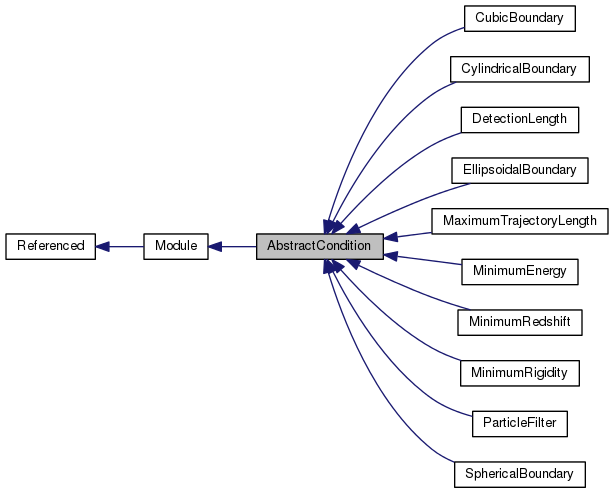 CubicBoundary
CylindricalBoundary
DetectionLength
EllipsoidalBoundary
MaximumTrajectoryLength
Referenced
Module
AbstractCondition
MinimumEnergy
MinimumRedshift
MinimumRigidity
ParticleFilter
SphericalBoundary